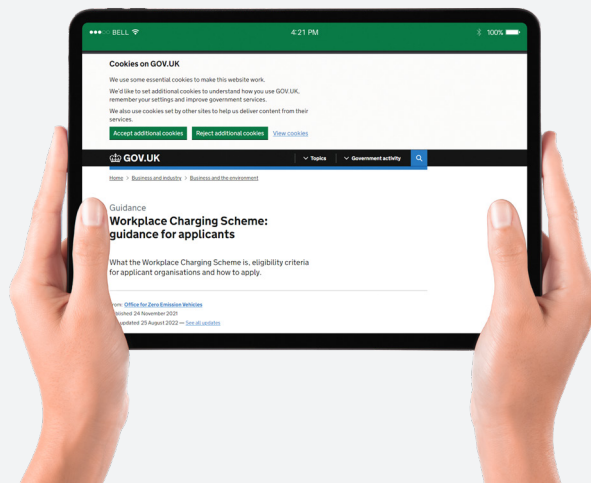 BELL 4:21 PM 100%
Cookies on GOV.UK
We use some essential cookies to make this website work.
We'd like to set additional cookies to understand how you use GOV.UK,
remember your settings and improve government services.
We also use cookies set by other sites to help us deliver content from their
services.
Accept additional cookies Reject additional cookies View cookies
GOV.UK Topics Government activity
Home > Business and industry > Business and the environment
Guidance
Workplace Charging Scheme:
guidance for applicants
What the Workplace Charging Scheme is, eligibility criteria
for applicant organisations and how to apply.
From: Office for Zero Emission Vehicles
24 November 2021
updated 25 August 2022 — See all updates